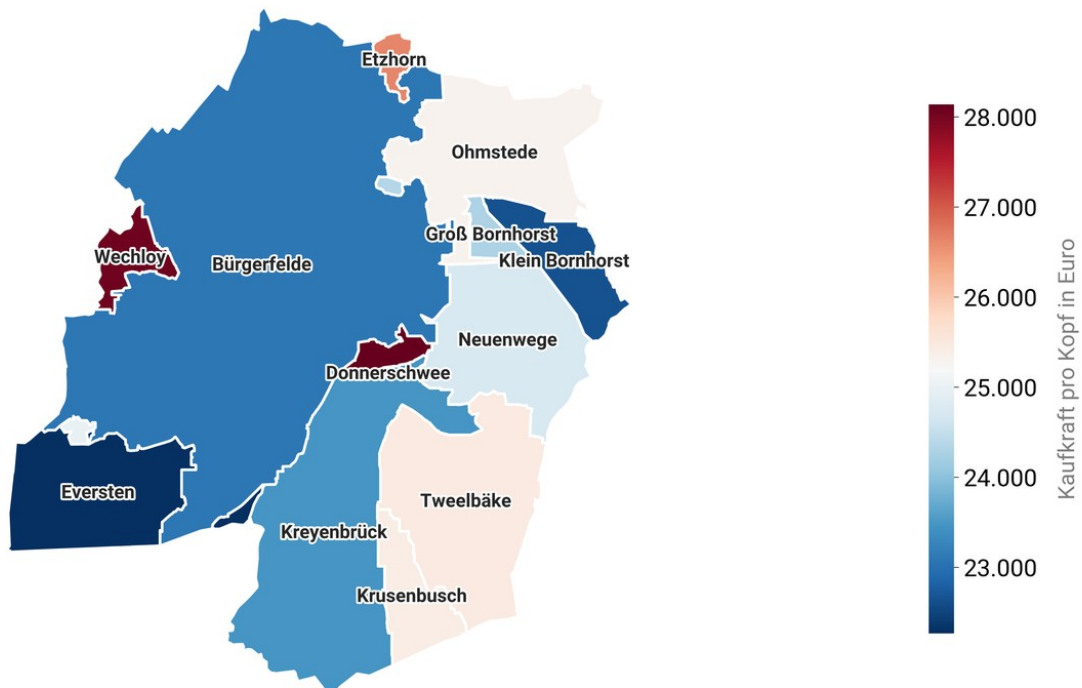 Etzhorn
Ohmstede
Groß Bornhorst
Wechloy
Bürgerfelde
Klein Bornhorst
Neuenwege
Donnerschwee
Eversten
Tweelbäke
Kreyenbrück
Krusenbusch
28.000
27.000
26.000
25.000
24.000
23.000
Kaufkraft pro Kopf in Euro